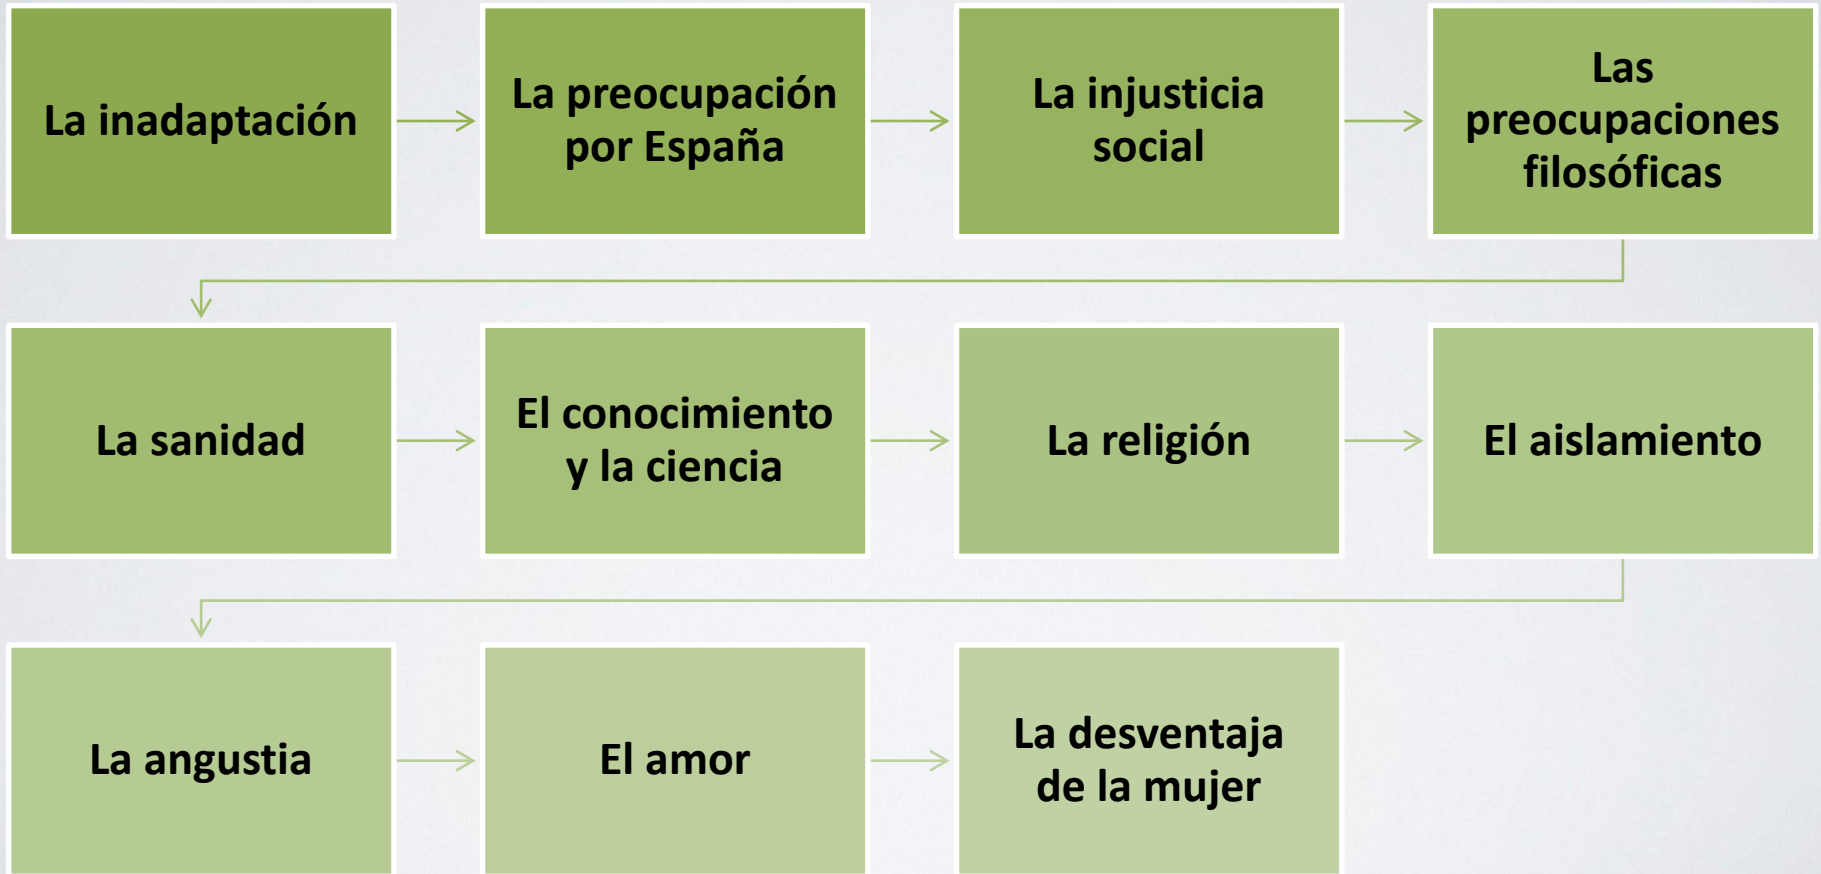 La inadaptación
La preocupación
por España
La injusticia
social
Las
preocupaciones
filosóficas
La sanidad
El conocimiento
y la ciencia
La religión
El aislamiento
La angustia
El amor
La desventaja
de la mujer